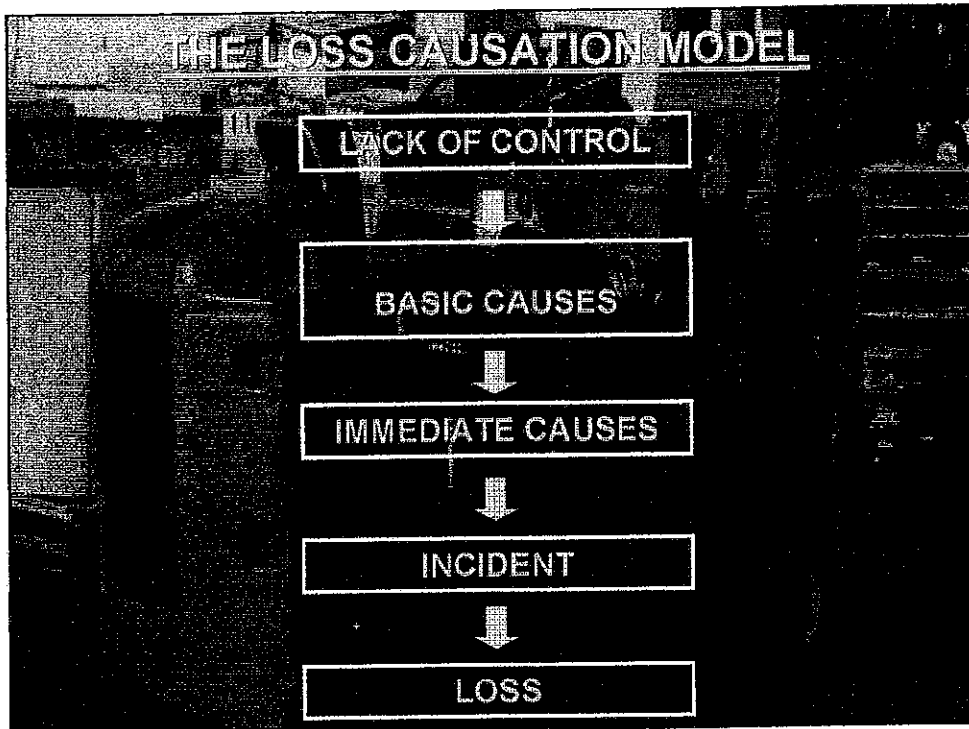 THE LOSS CAUSATION MODEL
LACK OF CONTROL
BASIC CAUSES
IMMEDIATE CAUSES
INCIDENT
LOSS